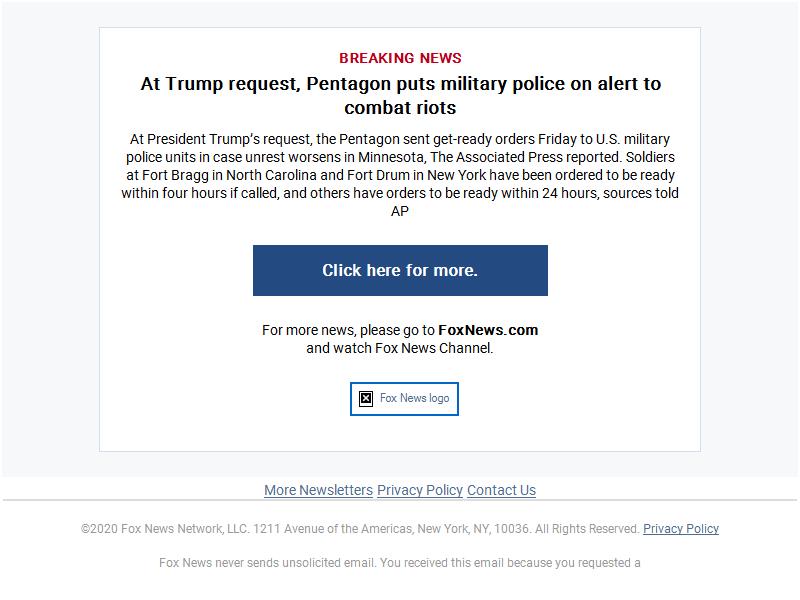 BREAKING NEWS
At Trump request, Pentagon puts military police on alert to
combat riots
At President Trump's request, the Pentagon sent get-ready orders Friday to U.S. military
police units in case unrest worsens in Minnesota, The Associated Press reported. Soldiers
at Fort Bragg in North Carolina and Fort Drum in New York have been ordered to be ready
within four hours if called, and others have orders to be ready within 24 hours, sources told
AP
Click here for more.
For more news, please go to FoxNews.com
and watch Fox News Channel.
Fox News logo
More Newsletters Privacy Policy Contact Us
©2020 Fox News Network, LLC. 1211 Avenue of the Americas, New York, NY, 10036. All Rights Reserved. Privacy Policy
Fox News never sends unsolicited email. You received this email because you requested a